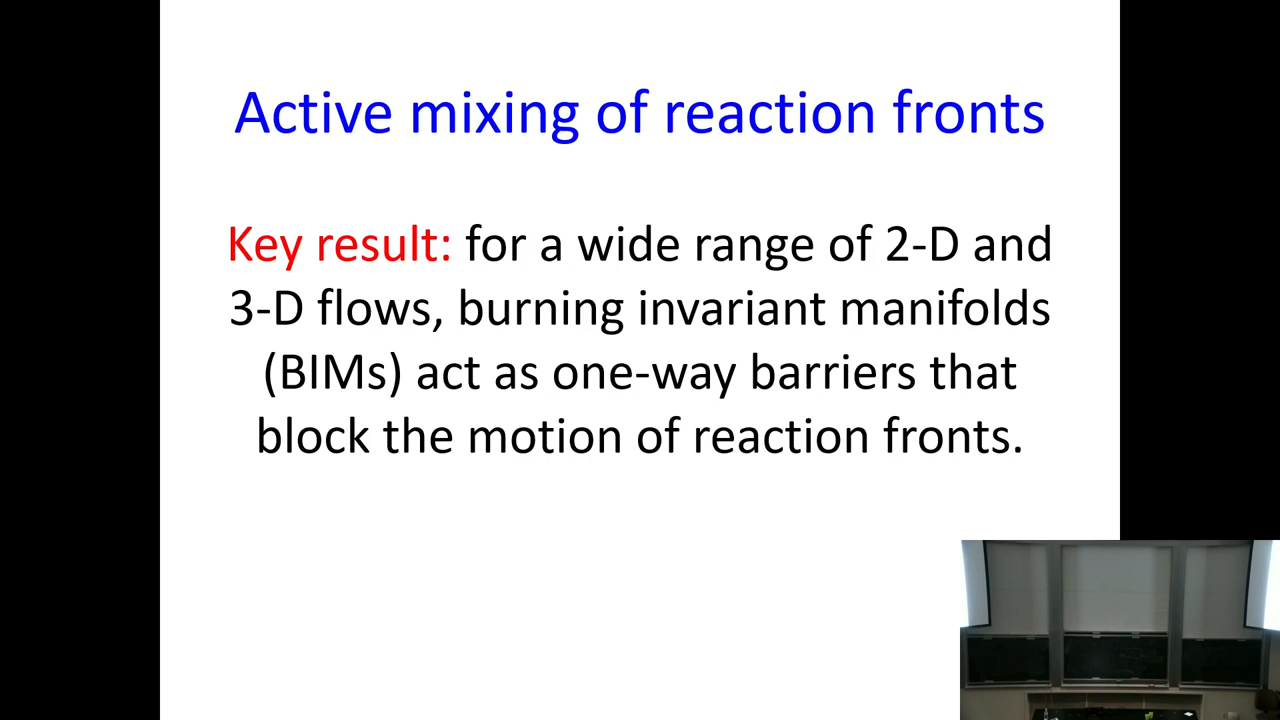 Active mixing of reaction fronts
Key result: for a wide range of 2-D and
3-D flows, burning invariant manifolds
(BIMs) act as one-way barriers that
block the motion of reaction fronts.